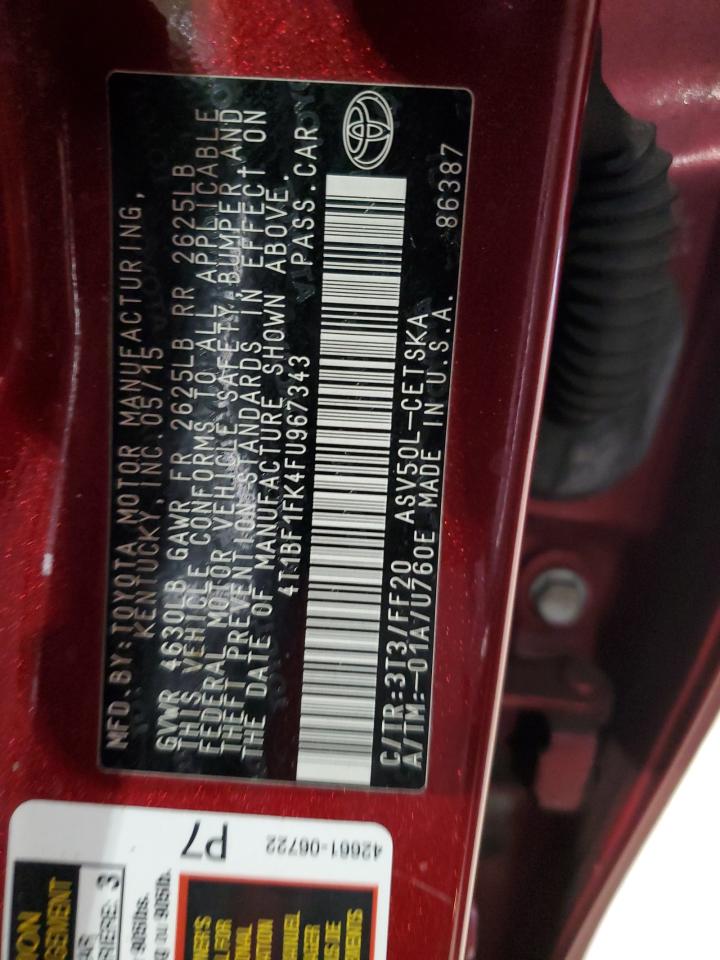 MFD. BY: TOYOTA MOTOR MANUFACTURING,
KENTUCKY, INC. 05/15
GVWR 4630LB GAWR FR 2625LB RR 2625LB
THIS VEHICLE CONFORMS TO ALL APPLICABLE
FEDERAL MOTOR VEHICLE SAFETY, BUMPER AND
THEFT PREVENTION STANDARDS IN EFFECT ON
THE DATE OF MANUFACTURE SHOWN ABOVE.
4T1BF1FK4FU967343 PASS.CAR
C/TR:3T3/FF20 ASV50L-CETSKA
A/TM:-01A/U760E MADE IN U.S.A. 86387
P7
42661-06722
3
905lbs.